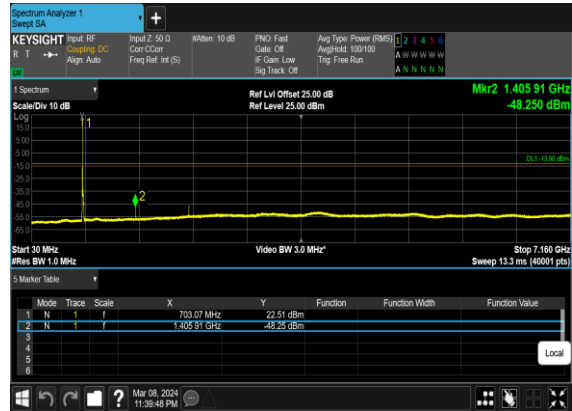 Spectrum Analyzer 1
Swept SA
+
KEYSIGHT Input: RF Input Z: 50 Ω #Atten: 10 dB PNO: Fast Avg Type: Power (RMS) 1 2 3 4 5 6
R T Coupling: DC Corr CCorr Gate: Off Avg|Hold: 100/100 A W W W W W
Align: Auto Freq Ref: Int (S) IF Gain: Low Trig: Free Run
LW Sig Track: Off A N N N N N
1 Spectrum Ref Lvl Offset 25.00 dB Mkr2 1.405 91 GHz
Scale/Div 10 dB Ref Level 25.00 dBm -48.250 dBm
Log
15.0 1
5.00
-5.00
-15.0 DL1 -13.00 dBm
-25.0
-35.0
-45.0 2
-55.0
-65.0
Start 30 MHz Video BW 3.0 MHz* Stop 7.160 GHz
#Res BW 1.0 MHz Sweep 13.3 ms (40001 pts)
5 Marker Table
Mode Trace Scale X Y Function Function Width Function Value
1 N 1 f 703.07 MHz 22.51 dBm
2 N 1 f 1.405 91 GHz -48.25 dBm
3
4
5
6
Local
? Mar 08, 2024
11:39:48 PM